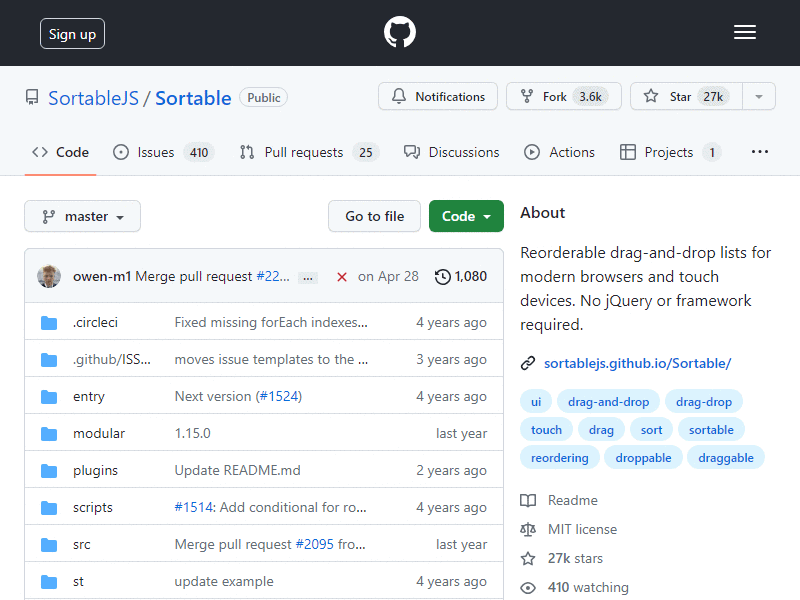 Sign up
SortableJS / Sortable Public
Notifications Fork 3.6k Star 27k
Code Issues 410 Pull requests 25 Discussions Actions Projects 1 ...
master Go to file Code
owen-m1 Merge pull request #22... ... on Apr 28 1,080
.circleci Fixed missing forEach indexes... 4 years ago
.github/ISS... moves issue templates to the ... 3 years ago
entry Next version (#1524) 4 years ago
modular 1.15.0 last year
plugins Update README.md 2 years ago
scripts #1514: Add conditional for ro... 4 years ago
src Merge pull request #2095 fro... last year
st update example 4 years ago
About
Reorderable drag-and-drop lists for
modern browsers and touch
devices. No jQuery or framework
required.
sortablejs.github.io/Sortable/
ui drag-and-drop drag-drop
touch drag sort sortable
reordering droppable draggable
Readme
MIT license
27k stars
410 watching